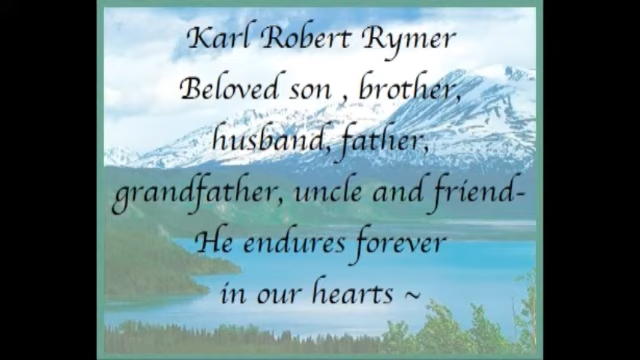 Karl Robert Rymer
Beloved son , brother,
husband, father,
grandfather, uncle and friend-
He endures forever
in our hearts ~